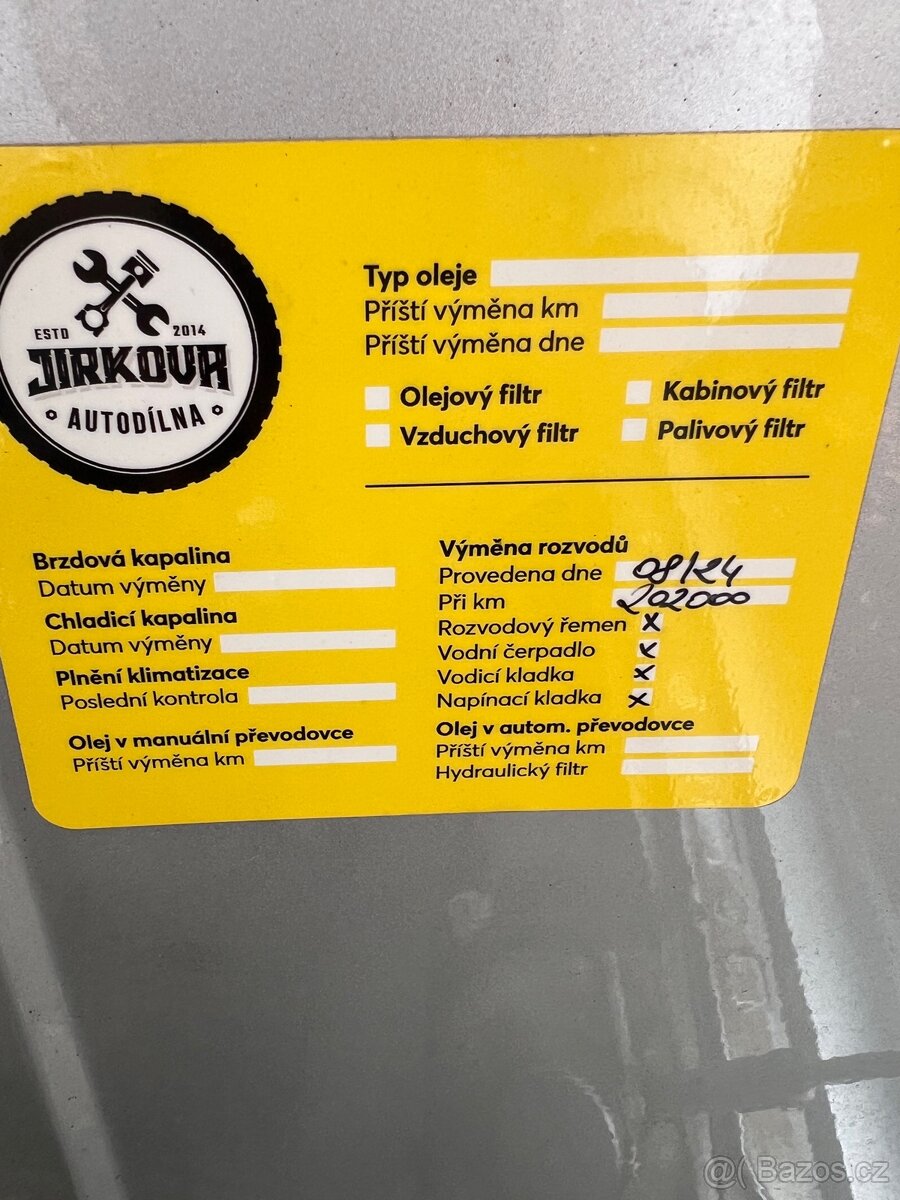 ESTD 2014
JIRKOVA
AUTODÍLNA
Typ oleje
Příští výměna km
Příští výměna dne
Olejový filtr
Kabinový filtr
Vzduchový filtr
Palivový filtr
Brzdová kapalina
Datum výměny
Chladicí kapalina
Datum výměny
Plnění klimatizace
Poslední kontrola
Olej v manuální převodovce
Příští výměna km
Výměna rozvodů
Provedena dne 08/24
Při km 202000
Rozvodový řemen x
Vodní čerpadlo x
Vodicí kladka x
Napínací kladka x
Olej v autom. převodovce
Příští výměna km
Hydraulický filtr
@( Bazos.cz